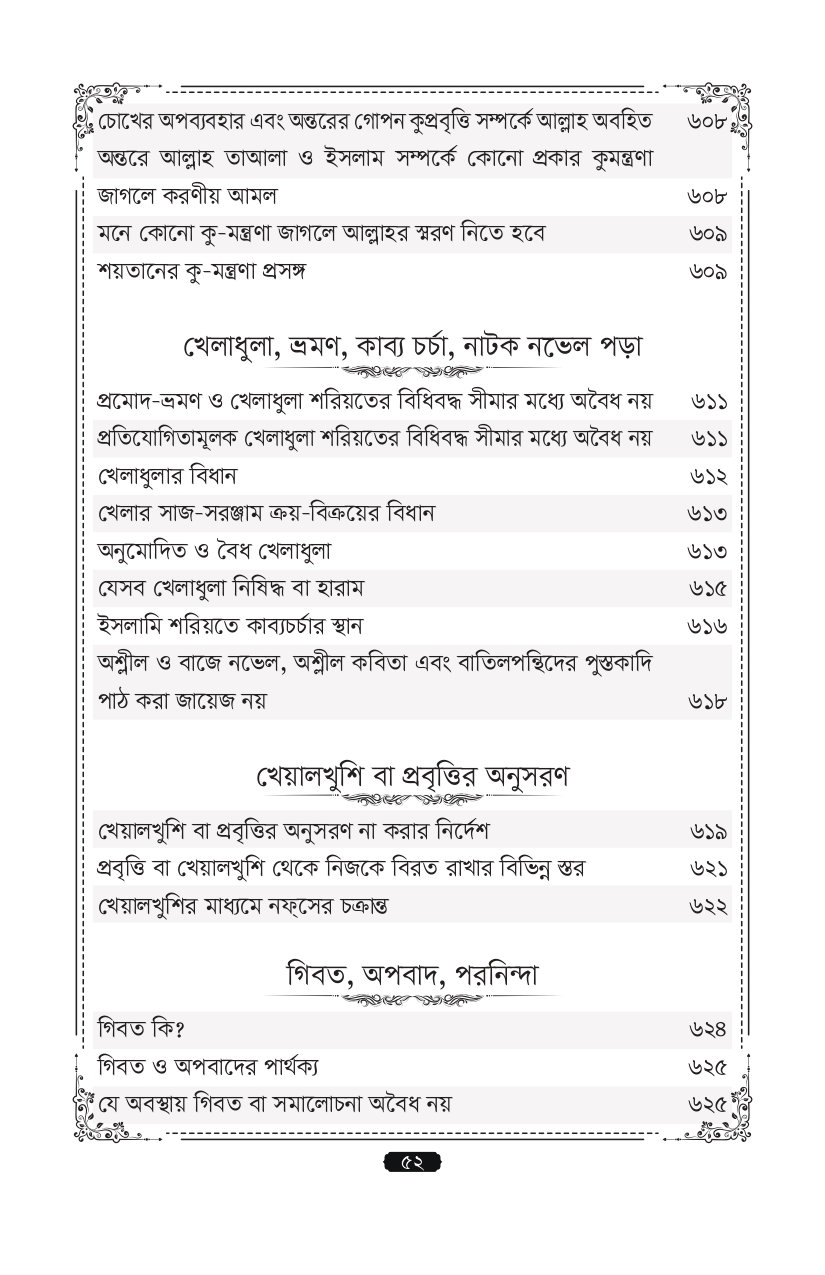 চোখের অপব্যবহার এবং অন্তরের গোপন কুপ্রবৃত্তি সম্পর্কে আল্লাহ অবহিত ৬০৮
অন্তরে আল্লাহ তাআলা ও ইসলাম সম্পর্কে কোনো প্রকার কুমন্ত্রণা
জাগলে করণীয় আমল ৬০৮
মনে কোনো কু-মন্ত্রণা জাগলে আল্লাহর স্মরণ নিতে হবে ৬০৯
শয়তানের কু-মন্ত্রণা প্রসঙ্গ ৬০৯
খেলাধুলা, ভ্রমণ, কাব্য চর্চা, নাটক নভেল পড়া
প্রমোদ-ভ্রমণ ও খেলাধুলা শরিয়তের বিধিবদ্ধ সীমার মধ্যে অবৈধ নয় ৬১১
প্রতিযোগিতামূলক খেলাধুলা শরিয়তের বিধিবদ্ধ সীমার মধ্যে অবৈধ নয় ৬১১
খেলাধুলার বিধান ৬১২
খেলার সাজ-সরঞ্জাম ক্রয়-বিক্রয়ের বিধান ৬১৩
অনুমোদিত ও বৈধ খেলাধুলা ৬১৩
যেসব খেলাধুলা নিষিদ্ধ বা হারাম ৬১৫
ইসলামি শরিয়তে কাব্যচর্চার স্থান ৬১৬
অশ্লীল ও বাজে নভেল, অশ্লীল কবিতা এবং বাতিলপন্থিদের পুস্তকাদি
পাঠ করা জায়েজ নয় ৬১৮
খেয়ালখুশি বা প্রবৃত্তির অনুসরণ
খেয়ালখুশি বা প্রবৃত্তির অনুসরণ না করার নির্দেশ ৬১৯
প্রবৃত্তি বা খেয়ালখুশি থেকে নিজকে বিরত রাখার বিভিন্ন স্তর ৬২১
খেয়ালখুশির মাধ্যমে নফ্‌সের চক্রান্ত ৬২২
গিবত, অপবাদ, পরনিন্দা
গিবত কি? ৬২৪
গিবত ও অপবাদের পার্থক্য ৬২৫
যে অবস্থায় গিবত বা সমালোচনা অবৈধ নয় ৬২৫
৫২